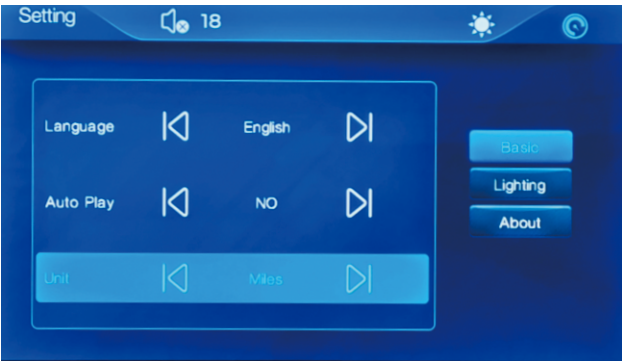 Setting 18
Language English
Basic
Lighting
Auto Play NO
About
Unit Miles